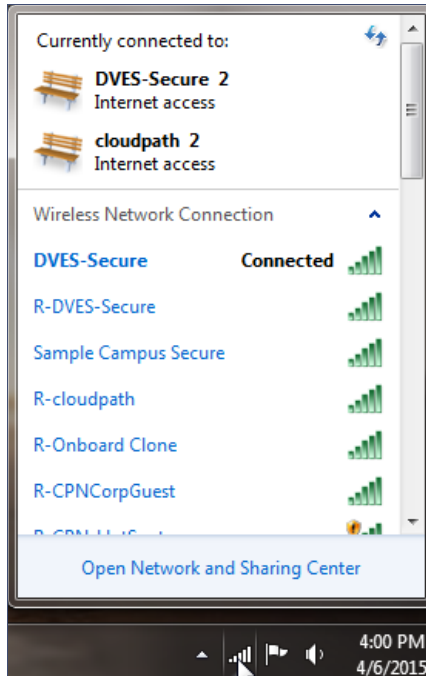 Currently connected to:
DVES-Secure 2
Internet access
cloudpath 2
Internet access
Wireless Network Connection
DVES-Secure Connected
R-DVES-Secure
Sample Campus Secure
R-cloudpath
R-Onboard Clone
R-CPNCorpGuest
Open Network and Sharing Center
4:00 PM
4/6/2015